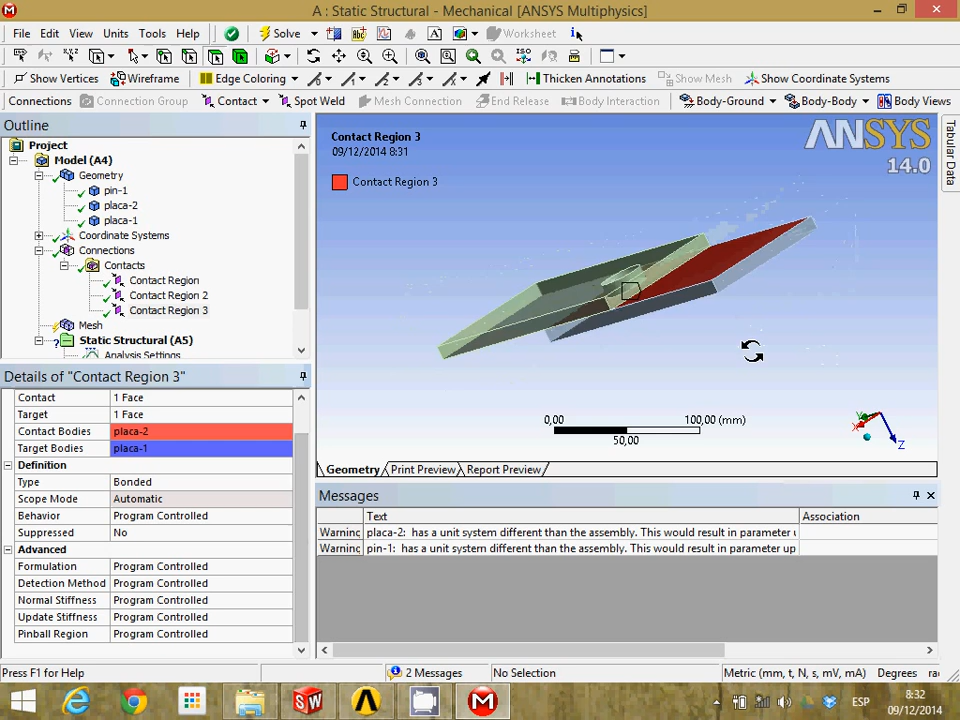 A : Static Structural - Mechanical [ANSYS Multiphysics]
File Edit View Units Tools Help Solve Worksheet
Show Vertices Wireframe Edge Coloring Thicken Annotations Show Mesh Show Coordinate Systems
Connections Connection Group Contact Spot Weld Mesh Connection End Release Body Interaction Body-Ground Body-Body Body Views
Outline
Project
Model (A4)
Geometry
pin-1
placa-2
placa-1
Coordinate Systems
Connections
Contacts
Contact Region
Contact Region 2
Contact Region 3
Mesh
Static Structural (A5)
Analysis Settings
Details of "Contact Region 3"
Contact 1 Face
Target 1 Face
Contact Bodies placa-2
Target Bodies placa-1
Definition
Type Bonded
Scope Mode Automatic
Behavior Program Controlled
Suppressed No
Advanced
Formulation Program Controlled
Detection Method Program Controlled
Normal Stiffness Program Controlled
Update Stiffness Program Controlled
Pinball Region Program Controlled
Contact Region 3
09/12/2014 8:31
Contact Region 3
ANSYS
14.0
Tabular Data
0,00 100,00 (mm)
50,00
Y X Z
Geometry Print Preview Report Preview
Messages
Text Association
Warning placa-2: has a unit system different than the assembly. This would result in parameter u
Warning pin-1: has a unit system different than the assembly. This would result in parameter up
Press F1 for Help 2 Messages No Selection Metric (mm, t, N, s, mV, mA) Degrees ra
ESP
8:32
09/12/2014